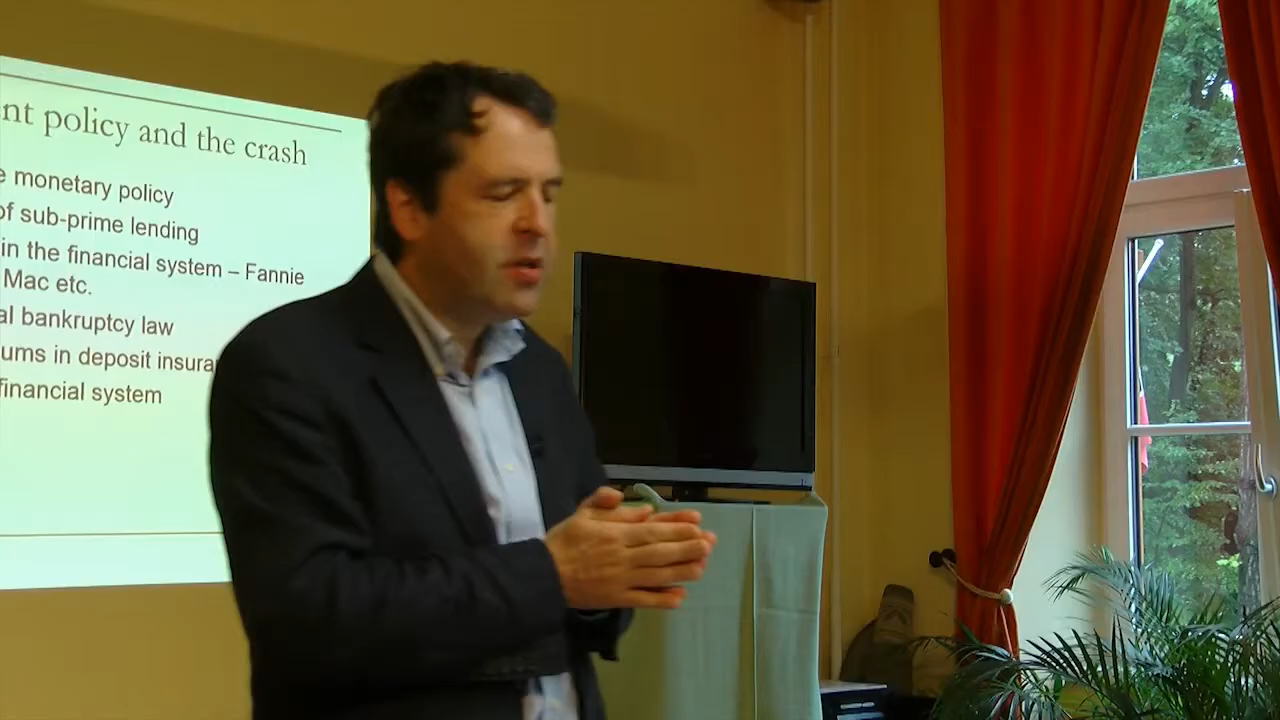 nt policy and the crash
monetary policy
of sub-prime lending
in the financial system – Fannie
Mac etc.
al bankruptcy law
ums in deposit insura
financial system